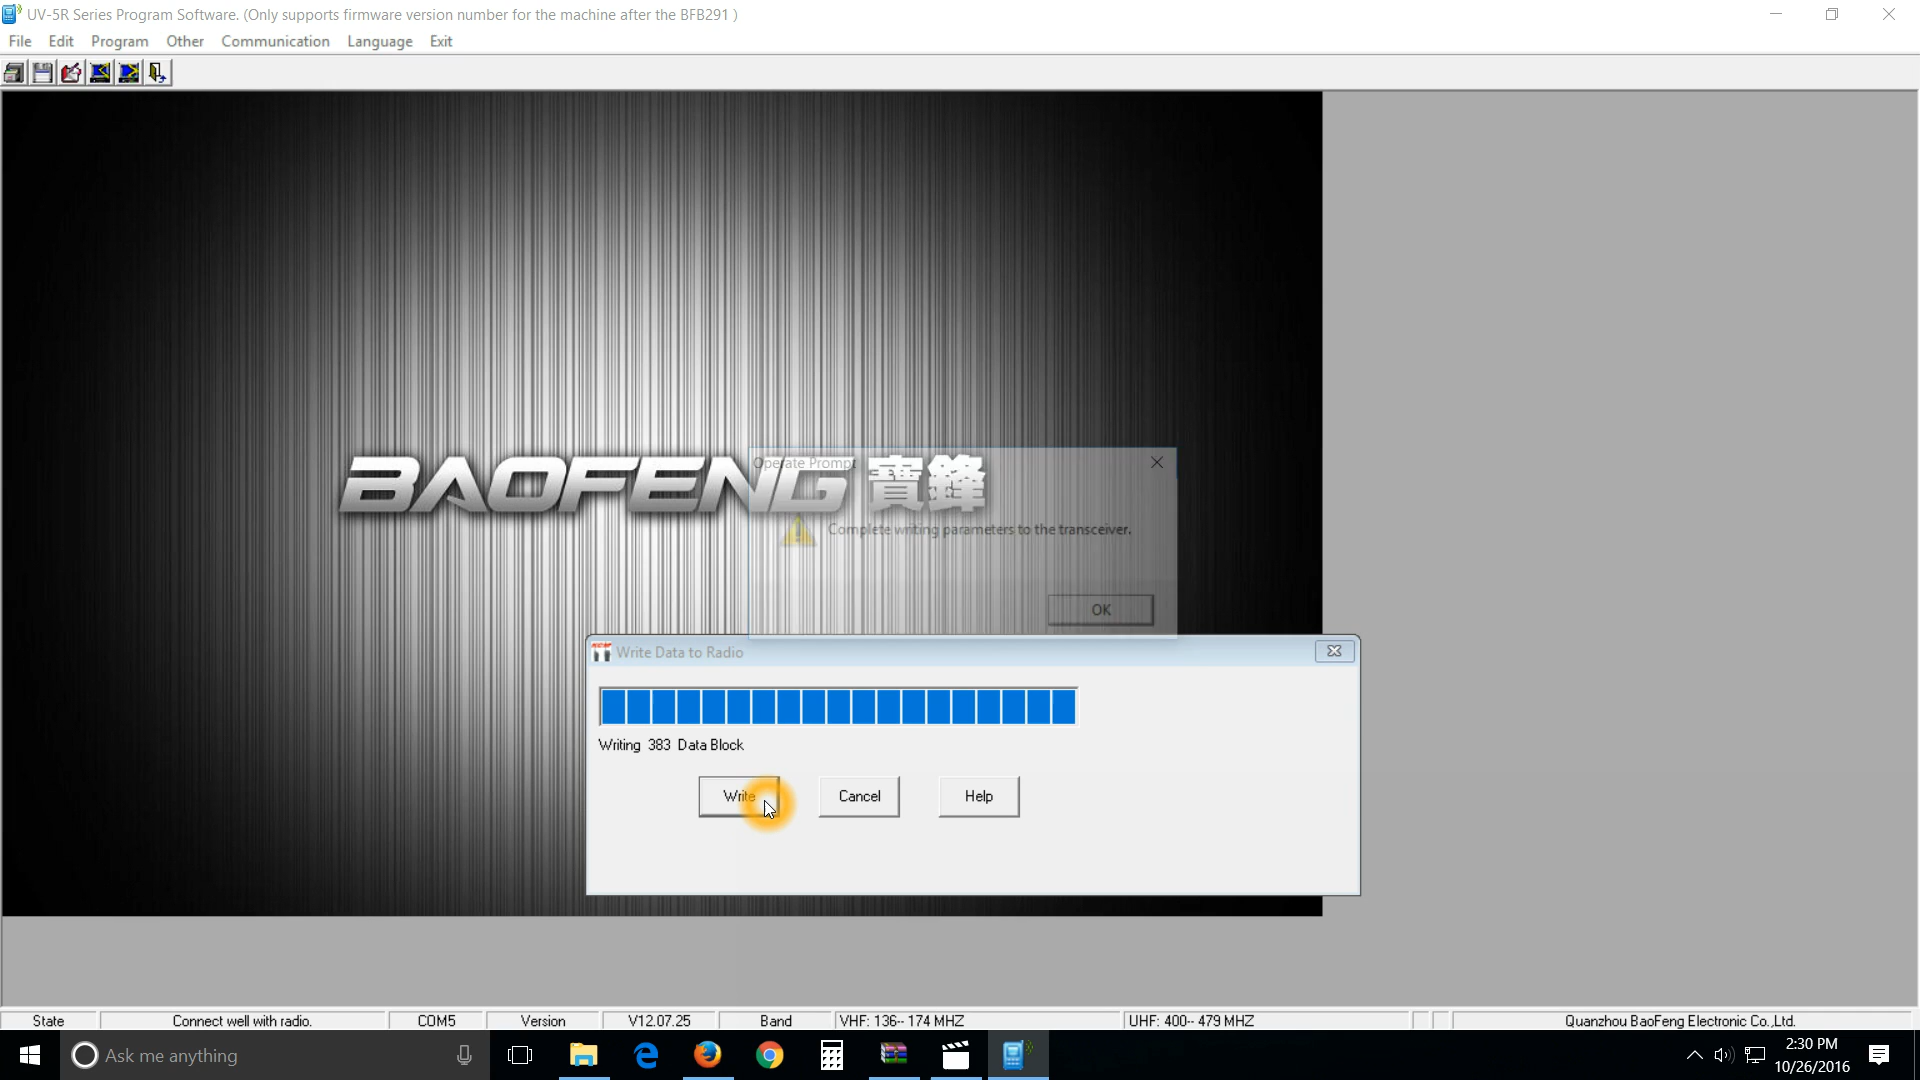 UV-5R Series Program Software. (Only supports firmware version number for the machine after the BFB291 )
File Edit Program Other Communication Language Exit
BAOFENG 寶鋒
Operate Prompt
Complete writing parameters to the transceiver.
OK
Write Data to Radio
Writing 383 Data Block
Write Cancel Help
State Connect well with radio. COM5 Version V12.07.25 Band VHF: 136-- 174 MHZ UHF: 400-- 479 MHZ Quanzhou BaoFeng Electronic Co.,Ltd.
Ask me anything
2:30 PM
10/26/2016